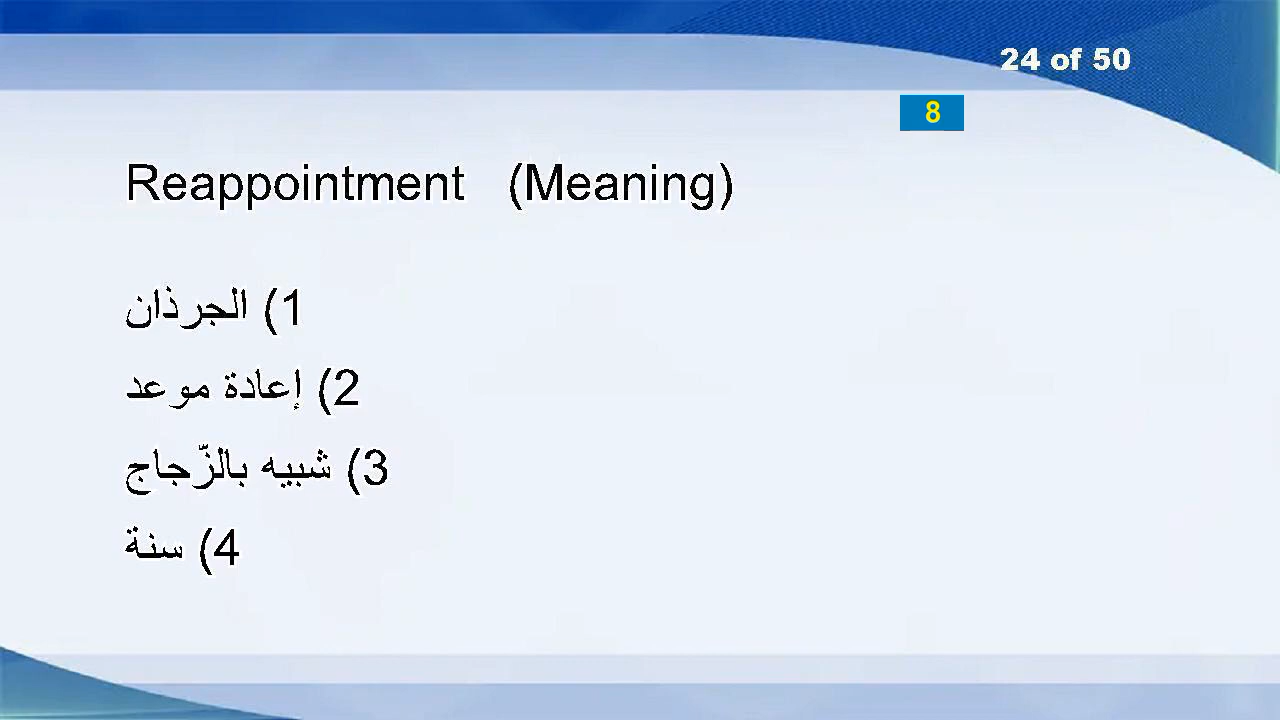 24 of 50
8
Reappointment (Meaning)
1) الجرذان
2) إعادة موعد
3) شبيه بالزّجاج
4) سنة